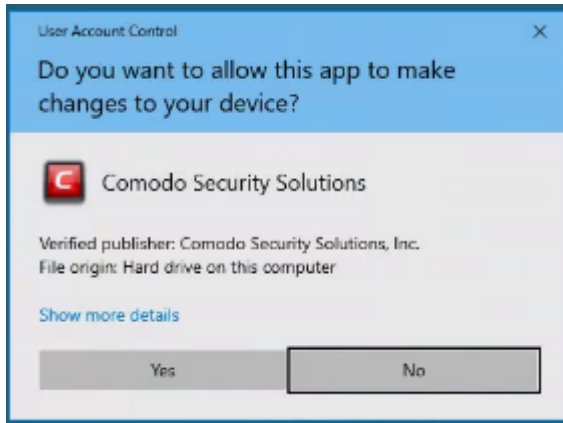 User Account Control
Do you want to allow this app to make
changes to your device?
C
Comodo Security Solutions
Verified publisher: Comodo Security Solutions, Inc.
File origin: Hard drive on this computer
Show more details
Yes
No